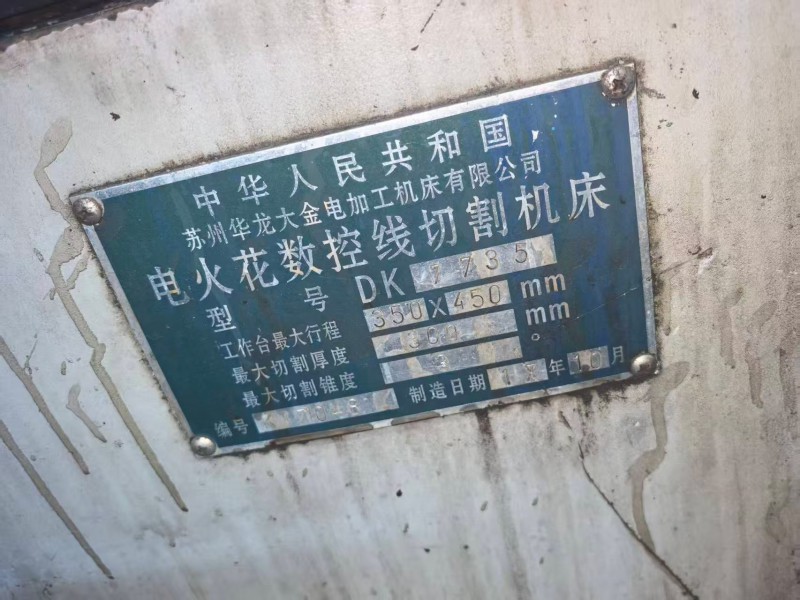 中华人民共和国
苏州华龙大金电加工机床有限公司
电火花数控线切割机床
型号 DK 7735
工作台最大行程 350X450 mm
最大切割厚度 mm
最大切割锥度 °
编号 制造日期 年10月